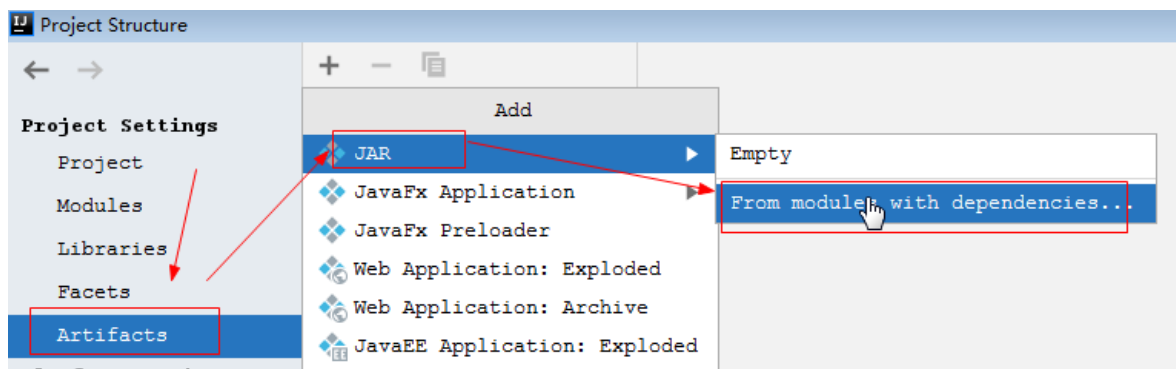 Project Structure
Project Settings
Project
Modules
Libraries
Facets
Artifacts
Add
JAR
JavaFx Application
JavaFx Preloader
Web Application: Exploded
Web Application: Archive
JavaEE Application: Exploded
Empty
From modules with dependencies...